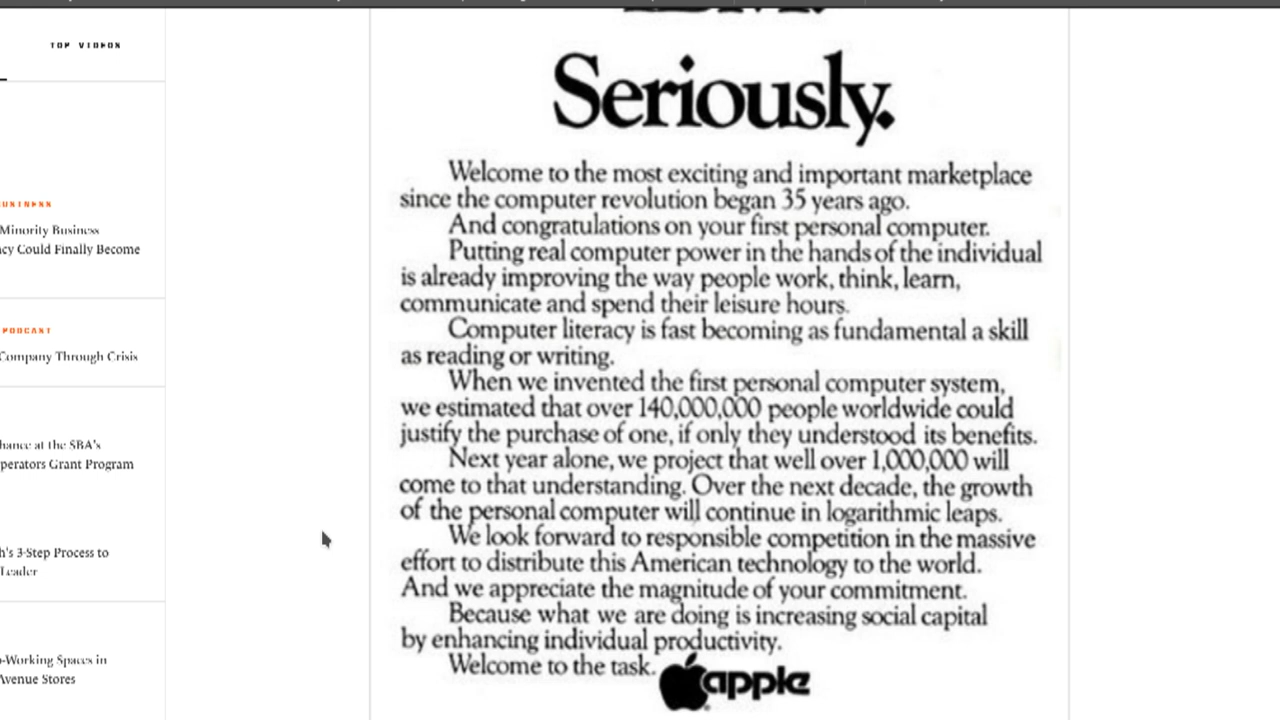 TOP VIDEOS
Minority Business
Could Finally Become
PODCAST
Company Through Crisis
at the SBA's
Grant Program
3-Step Process to
Leader
Working Spaces in
Avenue Stores
Seriously.
Welcome to the most exciting and important marketplace
since the computer revolution began 35 years ago.
And congratulations on your first personal computer.
Putting real computer power in the hands of the individual
is already improving the way people work, think, learn,
communicate and spend their leisure hours.
Computer literacy is fast becoming as fundamental a skill
as reading or writing.
When we invented the first personal computer system,
we estimated that over 140,000,000 people worldwide could
justify the purchase of one, if only they understood its benefits.
Next year alone, we project that well over 1,000,000 will
come to that understanding. Over the next decade, the growth
of the personal computer will continue in logarithmic leaps.
We look forward to responsible competition in the massive
effort to distribute this American technology to the world.
And we appreciate the magnitude of your commitment.
Because what we are doing is increasing social capital
by enhancing individual productivity.
Welcome to the task.
apple